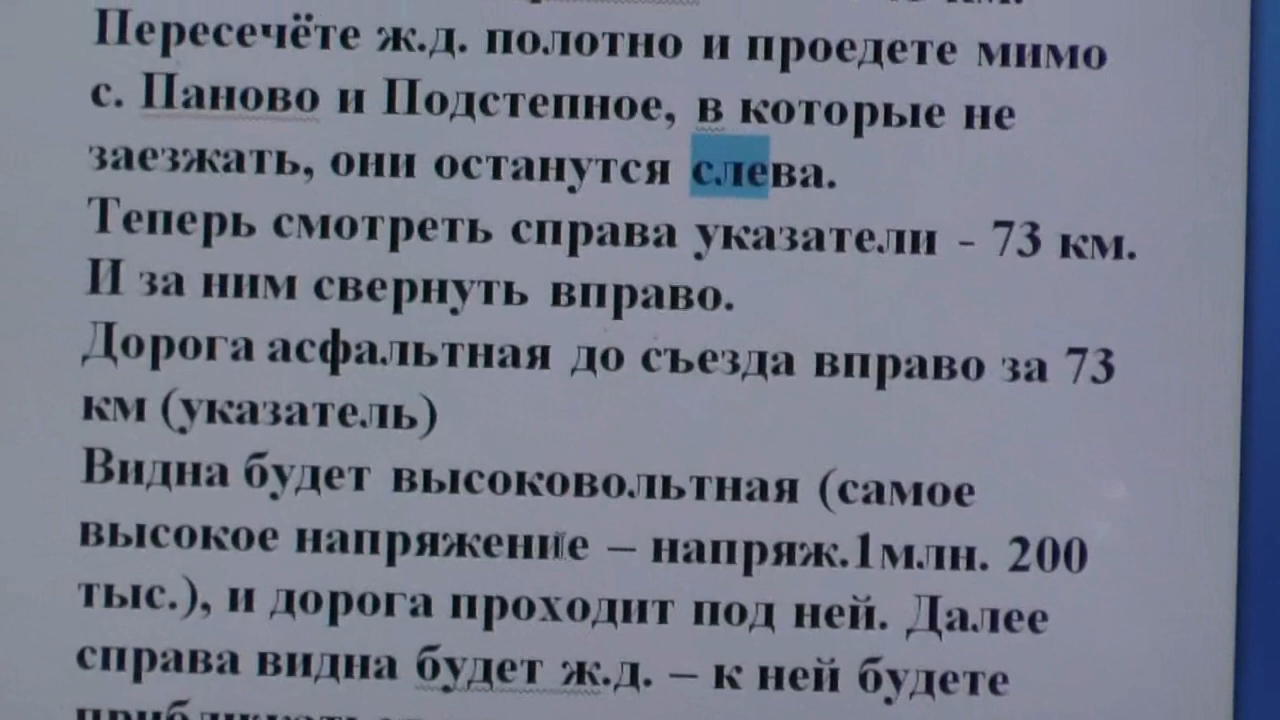 Пересечёте ж.д. полотно и проедете мимо
с. Паново и Подстепное, в которые не
заезжать, они останутся слева.
Теперь смотреть справа указатели - 73 км.
И за ним свернуть вправо.
Дорога асфальтная до съезда вправо за 73
км (указатель)
Видна будет высоковольтная (самое
высокое напряжение – напряж.1млн. 200
тыс.), и дорога проходит под ней. Далее
справа видна будет ж.д. – к ней будете